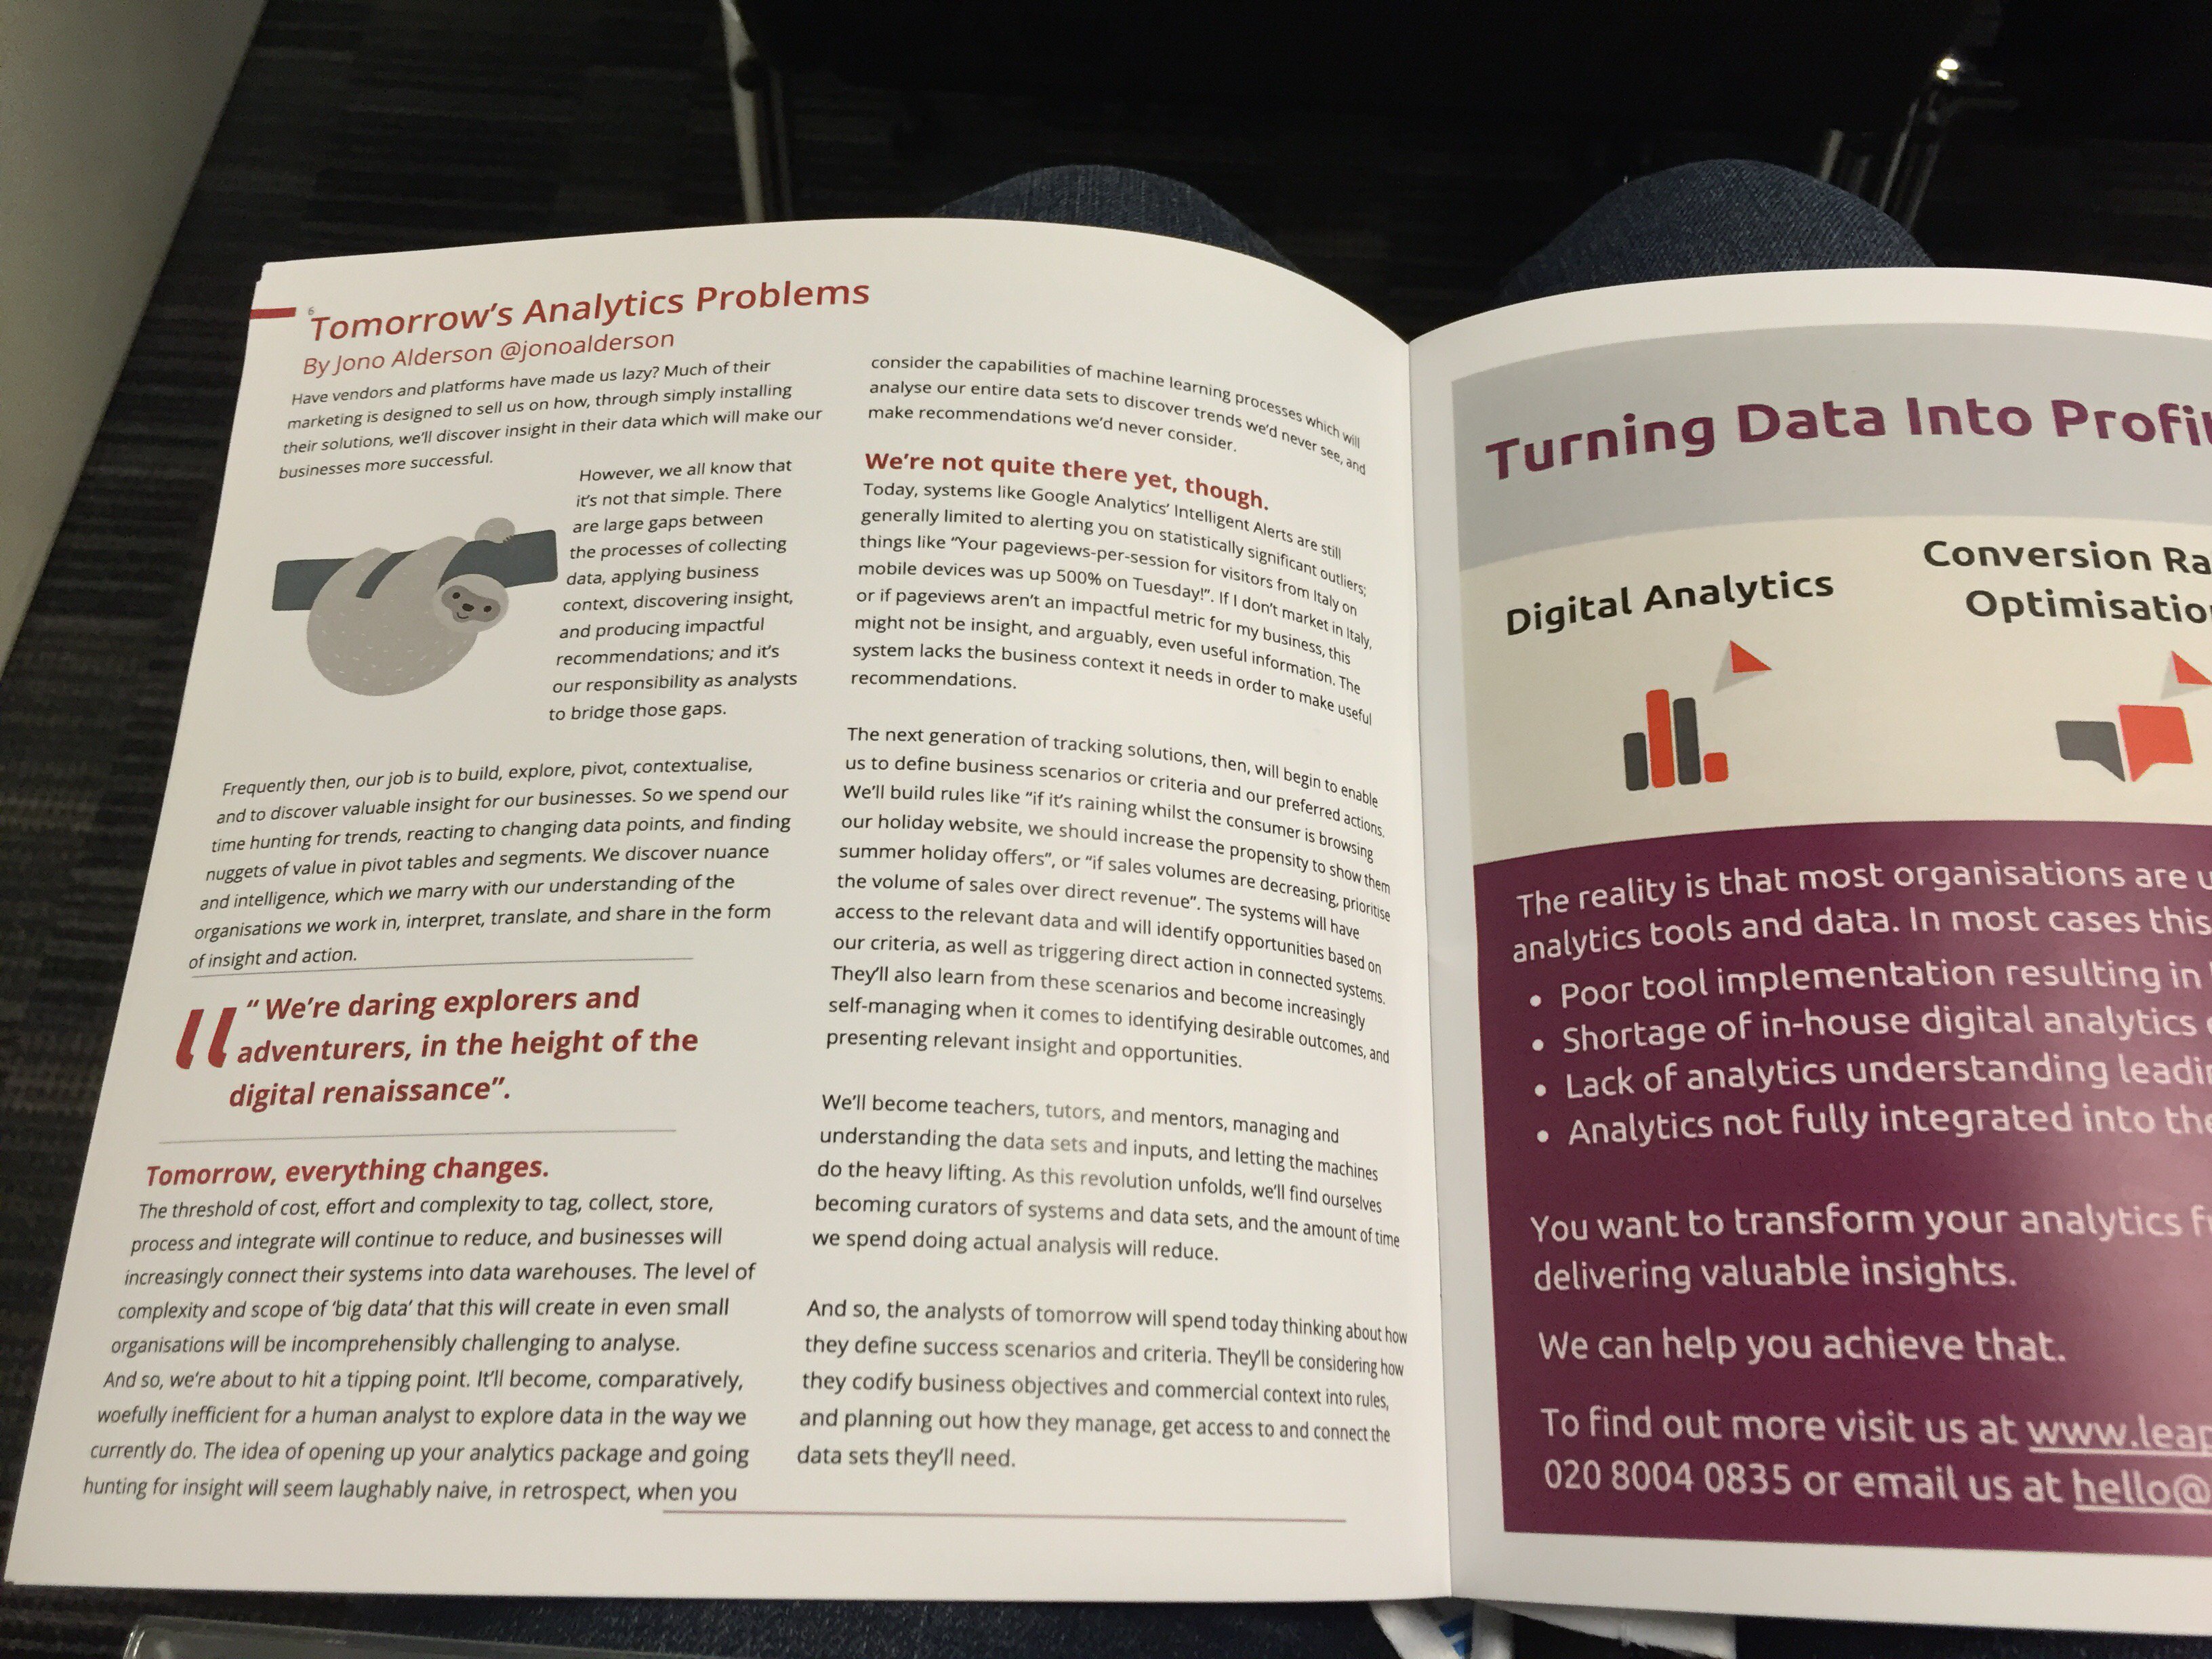 6
Tomorrow's Analytics Problems
By Jono Alderson @jonoalderson
Have vendors and platforms have made us lazy? Much of their
marketing is designed to sell us on how, through simply installing
their solutions, we'll discover insight in their data which will make our
businesses more successful.
However, we all know that
it's not that simple. There
are large gaps between
the processes of collecting
data, applying business
context, discovering insight,
and producing impactful
recommendations; and it's
our responsibility as analysts
to bridge those gaps.
Frequently then, our job is to build, explore, pivot, contextualise,
and to discover valuable insight for our businesses. So we spend our
time hunting for trends, reacting to changing data points, and finding
nuggets of value in pivot tables and segments. We discover nuance
and intelligence, which we marry with our understanding of the
organisations we work in, interpret, translate, and share in the form
of insight and action.
" We're daring explorers and
adventurers, in the height of the
digital renaissance".
Tomorrow, everything changes.
The threshold of cost, effort and complexity to tag, collect, store,
process and integrate will continue to reduce, and businesses will
increasingly connect their systems into data warehouses. The level of
complexity and scope of 'big data' that this will create in even small
organisations will be incomprehensibly challenging to analyse.
And so, we're about to hit a tipping point. It'll become, comparatively,
woefully inefficient for a human analyst to explore data in the way we
currently do. The idea of opening up your analytics package and going
hunting for insight will seem laughably naive, in retrospect, when you
consider the capabilities of machine learning processes which will
analyse our entire data sets to discover trends we'd never see, and
make recommendations we'd never consider.
We're not quite there yet, though.
Today, systems like Google Analytics' Intelligent Alerts are still
generally limited to alerting you on statistically significant outliers;
things like "Your pageviews-per-session for visitors from Italy on
mobile devices was up 500% on Tuesday!". If I don't market in Italy,
or if pageviews aren't an impactful metric for my business, this
might not be insight, and arguably, even useful information. The
system lacks the business context it needs in order to make useful
recommendations.
The next generation of tracking solutions, then, will begin to enable
us to define business scenarios or criteria and our preferred actions.
We'll build rules like "if it's raining whilst the consumer is browsing
our holiday website, we should increase the propensity to show them
summer holiday offers", or "if sales volumes are decreasing, prioritise
the volume of sales over direct revenue". The systems will have
access to the relevant data and will identify opportunities based on
our criteria, as well as triggering direct action in connected systems.
They'll also learn from these scenarios and become increasingly
self-managing when it comes to identifying desirable outcomes, and
presenting relevant insight and opportunities.
We'll become teachers, tutors, and mentors, managing and
understanding the data sets and inputs, and letting the machines
do the heavy lifting. As this revolution unfolds, we'll find ourselves
becoming curators of systems and data sets, and the amount of time
we spend doing actual analysis will reduce.
And so, the analysts of tomorrow will spend today thinking about how
they define success scenarios and criteria. They'll be considering how
they codify business objectives and commercial context into rules,
and planning out how they manage, get access to and connect the
data sets they'll need.
Turning Data Into Profit
Digital Analytics
Conversion Ra
Optimisatio
The reality is that most organisations are u
analytics tools and data. In most cases this
• Poor tool implementation resulting in
• Shortage of in-house digital analytics
• Lack of analytics understanding leadin
• Analytics not fully integrated into the
You want to transform your analytics f
delivering valuable insights.
We can help you achieve that.
To find out more visit us at www.leap
020 8004 0835 or email us at hello@